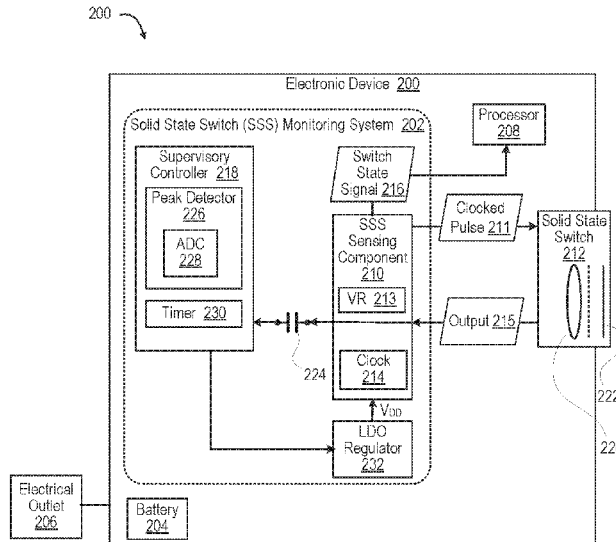 200
Electronic Device 200
Solid State Switch (SSS) Monitoring System 202
Processor
208
Supervisory
Controller 218
Switch
State
Signal 216
Peak Detector
226
ADC
228
Clocked
Pulse 211
Solid State
Switch
212
SSS
Sensing
Component
210
VR 213
Timer 230
Output 215
224
Clock
214
222
VDD
LDO
Regulator
232
Electrical
Outlet
206
Battery
204